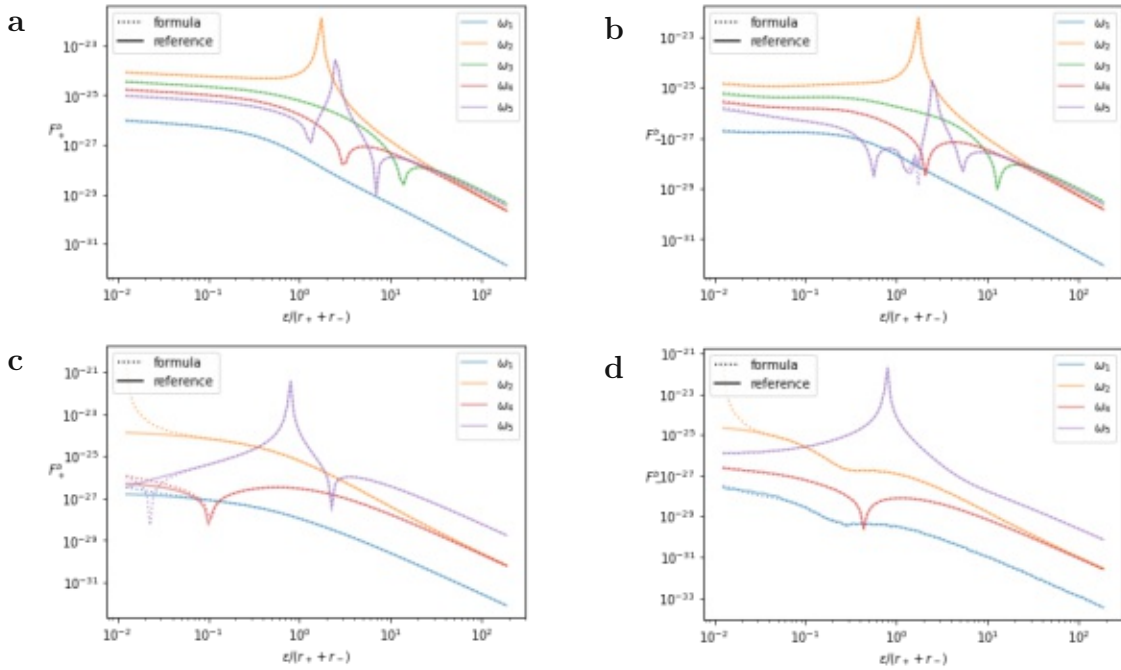 a
formula
reference
ω₁
ω₂
ω₃
ω₄
ω₅
10⁻²³
10⁻²⁵
10⁻²⁷
10⁻²⁹
10⁻³¹
10⁻² 10⁻¹ 10⁰ 10¹ 10²
ε/(r₊ + r₋)
b
formula
reference
ω₁
ω₂
ω₃
ω₄
ω₅
10⁻²³
10⁻²⁵
10⁻²⁷
10⁻²⁹
10⁻³¹
10⁻² 10⁻¹ 10⁰ 10¹ 10²
ε/(r₊ + r₋)
c
formula
reference
ω₁
ω₂
ω₄
ω₅
10⁻²¹
10⁻²³
10⁻²⁵
10⁻²⁷
10⁻²⁹
10⁻³¹
10⁻² 10⁻¹ 10⁰ 10¹ 10²
ε/(r₊ + r₋)
d
formula
reference
ω₁
ω₂
ω₄
ω₅
10⁻²¹
10⁻²³
10⁻²⁵
10⁻²⁷
10⁻²⁹
10⁻³¹
10⁻³³
10⁻² 10⁻¹ 10⁰ 10¹ 10²
ε/(r₊ + r₋)